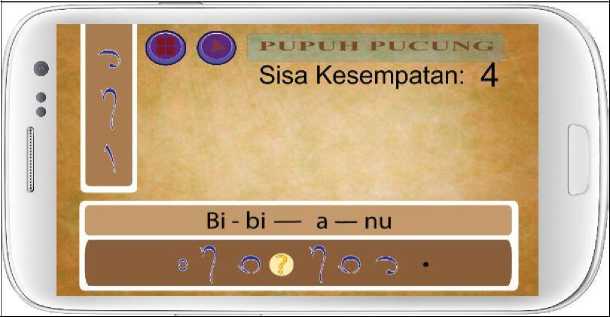 PUPUH PUCUNG
Sisa Kesempatan: 4
Bi - bi — a — nu
?